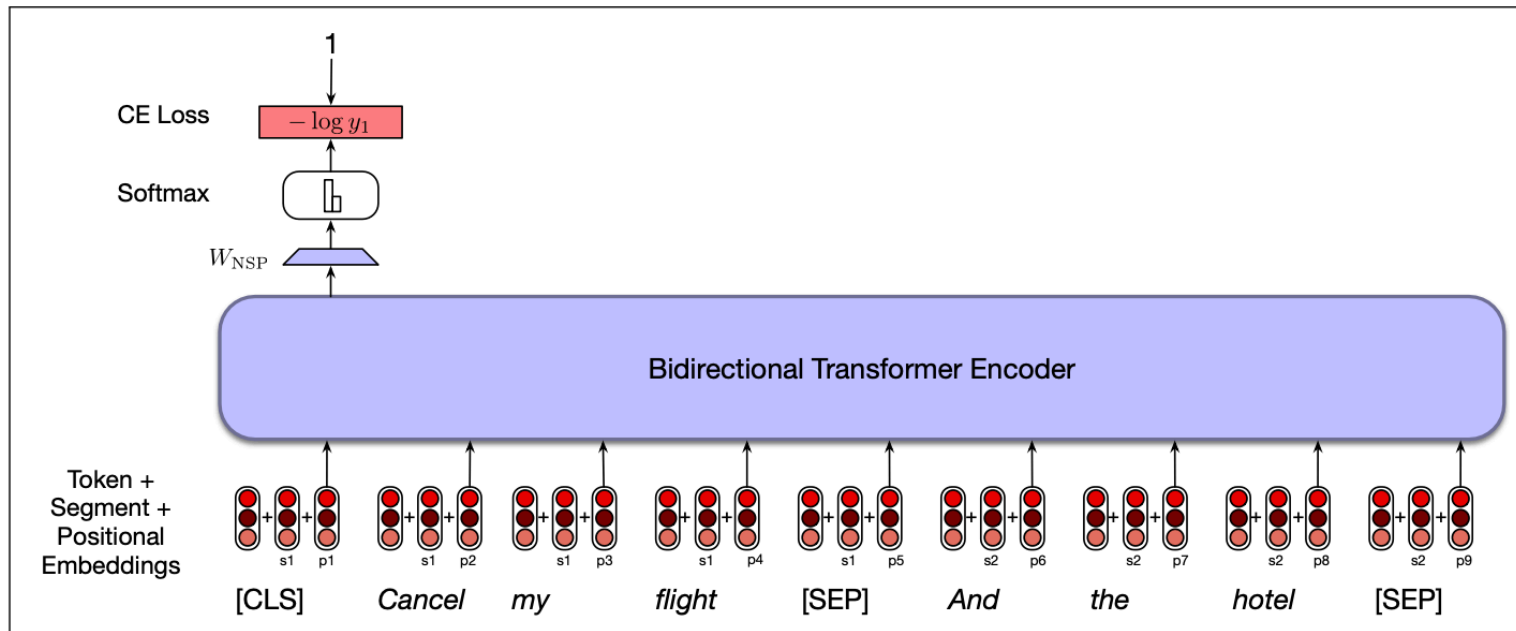 1
CE Loss
− log y₁
Softmax
W_NSP
Bidirectional Transformer Encoder
Token +
Segment +
Positional
Embeddings
+ + + + + + + + + + + + + + + + + +
s1 p1 s1 p2 s1 p3 s1 p4 s1 p5 s2 p6 s2 p7 s2 p8 s2 p9
[CLS] Cancel my flight [SEP] And the hotel [SEP]